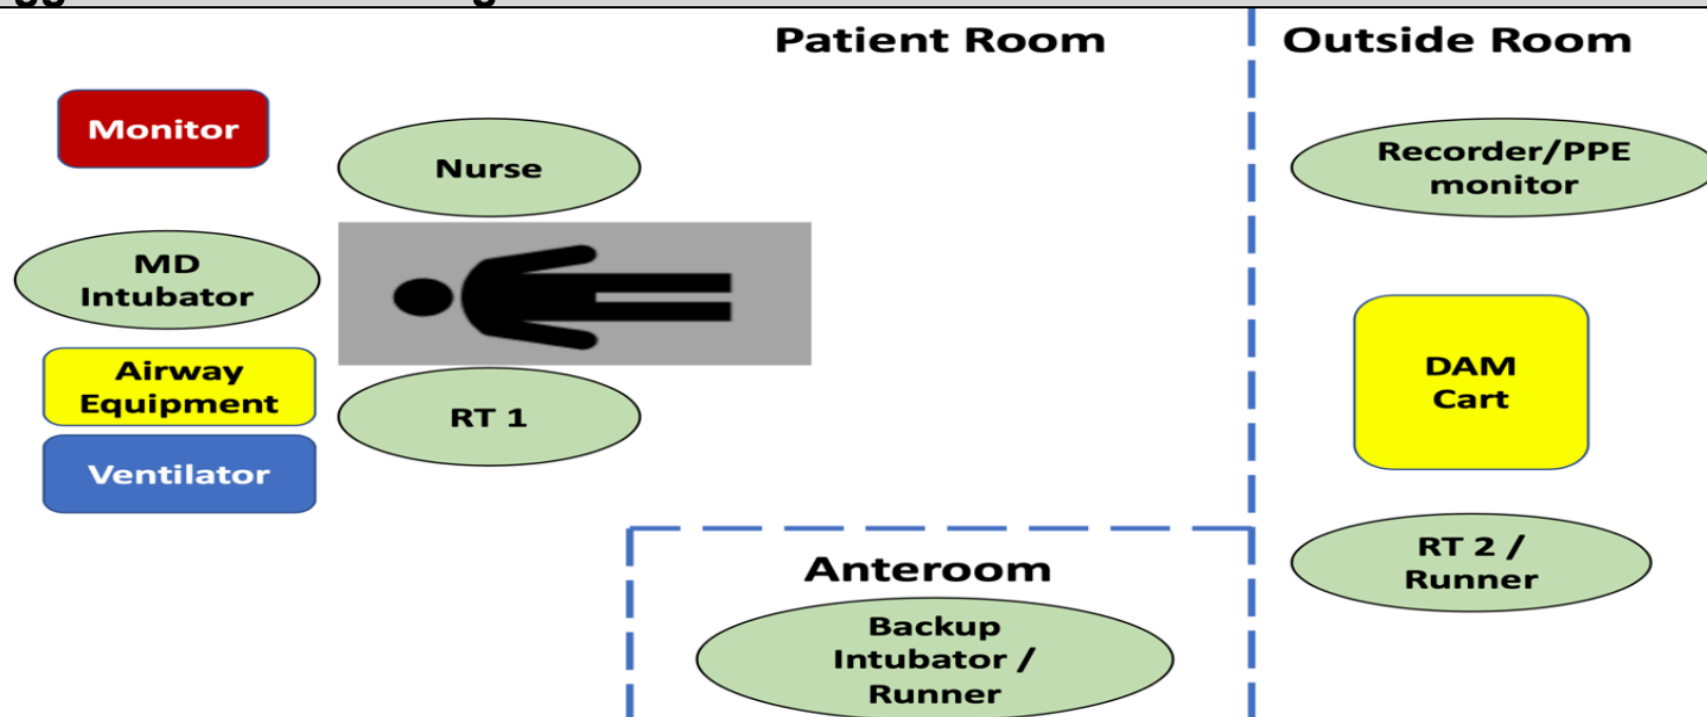 Patient Room
Outside Room
Monitor
Nurse
Recorder/PPE
monitor
MD
Intubator
Airway
Equipment
DAM
Cart
RT 1
Ventilator
RT 2 /
Runner
Anteroom
Backup
Intubator /
Runner